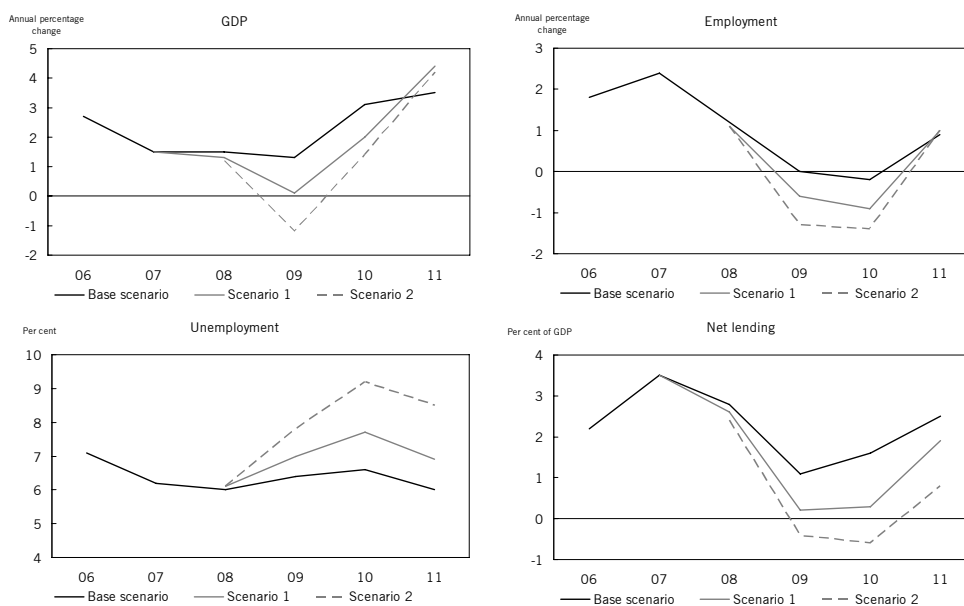 Annual percentage
change
GDP
5
4
3
2
1
0
-1
-2
06 07 08 09 10 11
Base scenario Scenario 1 Scenario 2
Annual percentage
change
Employment
3
2
1
0
-1
-2
06 07 08 09 10 11
Base scenario Scenario 1 Scenario 2
Per cent
Unemployment
10
9
8
7
6
5
4
06 07 08 09 10 11
Base scenario Scenario 1 Scenario 2
Per cent of GDP
Net lending
4
3
2
1
0
-1
06 07 08 09 10 11
Base scenario Scenario 1 Scenario 2